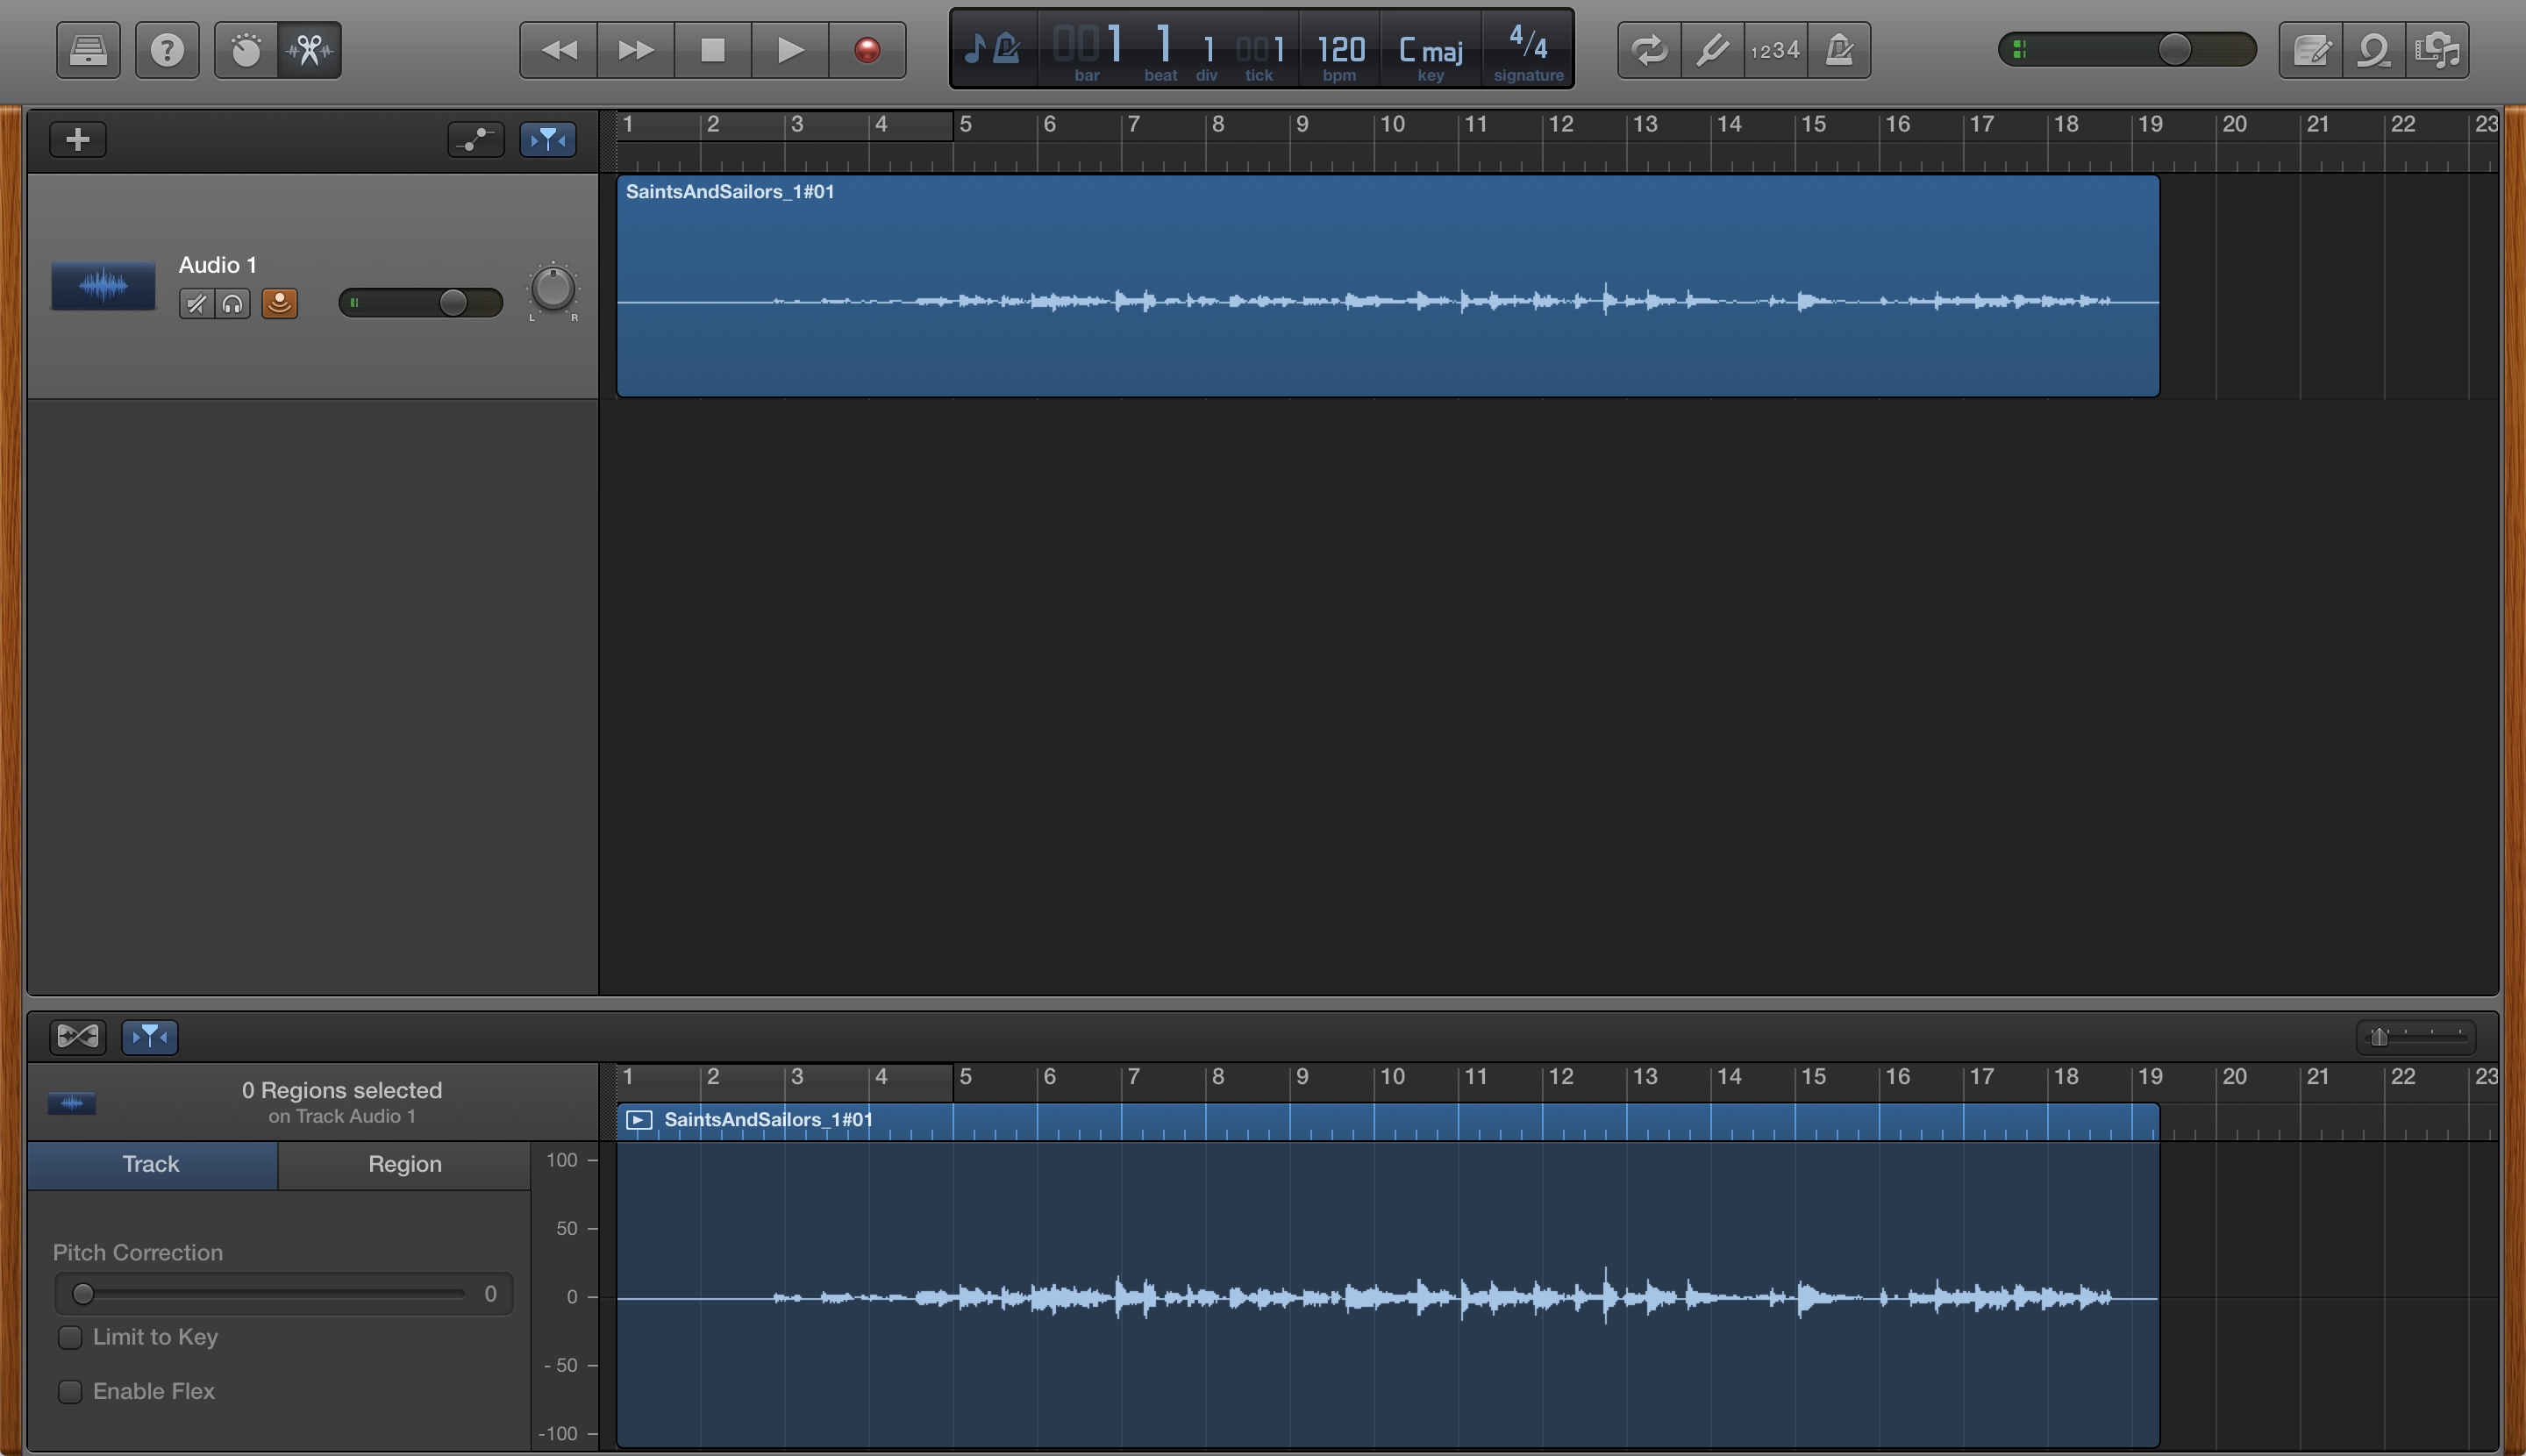 001 1 1 001 120 C maj 4/4
bar beat div tick bpm key signature
1234
1 2 3 4 5 6 7 8 9 10 11 12 13 14 15 16 17 18 19 20 21 22 23
SaintsAndSailors_1#01
Audio 1
L R
0 Regions selected
on Track Audio 1
1 2 3 4 5 6 7 8 9 10 11 12 13 14 15 16 17 18 19 20 21 22 23
SaintsAndSailors_1#01
Track Region
100
50
0
- 50
-100
Pitch Correction
0
Limit to Key
Enable Flex